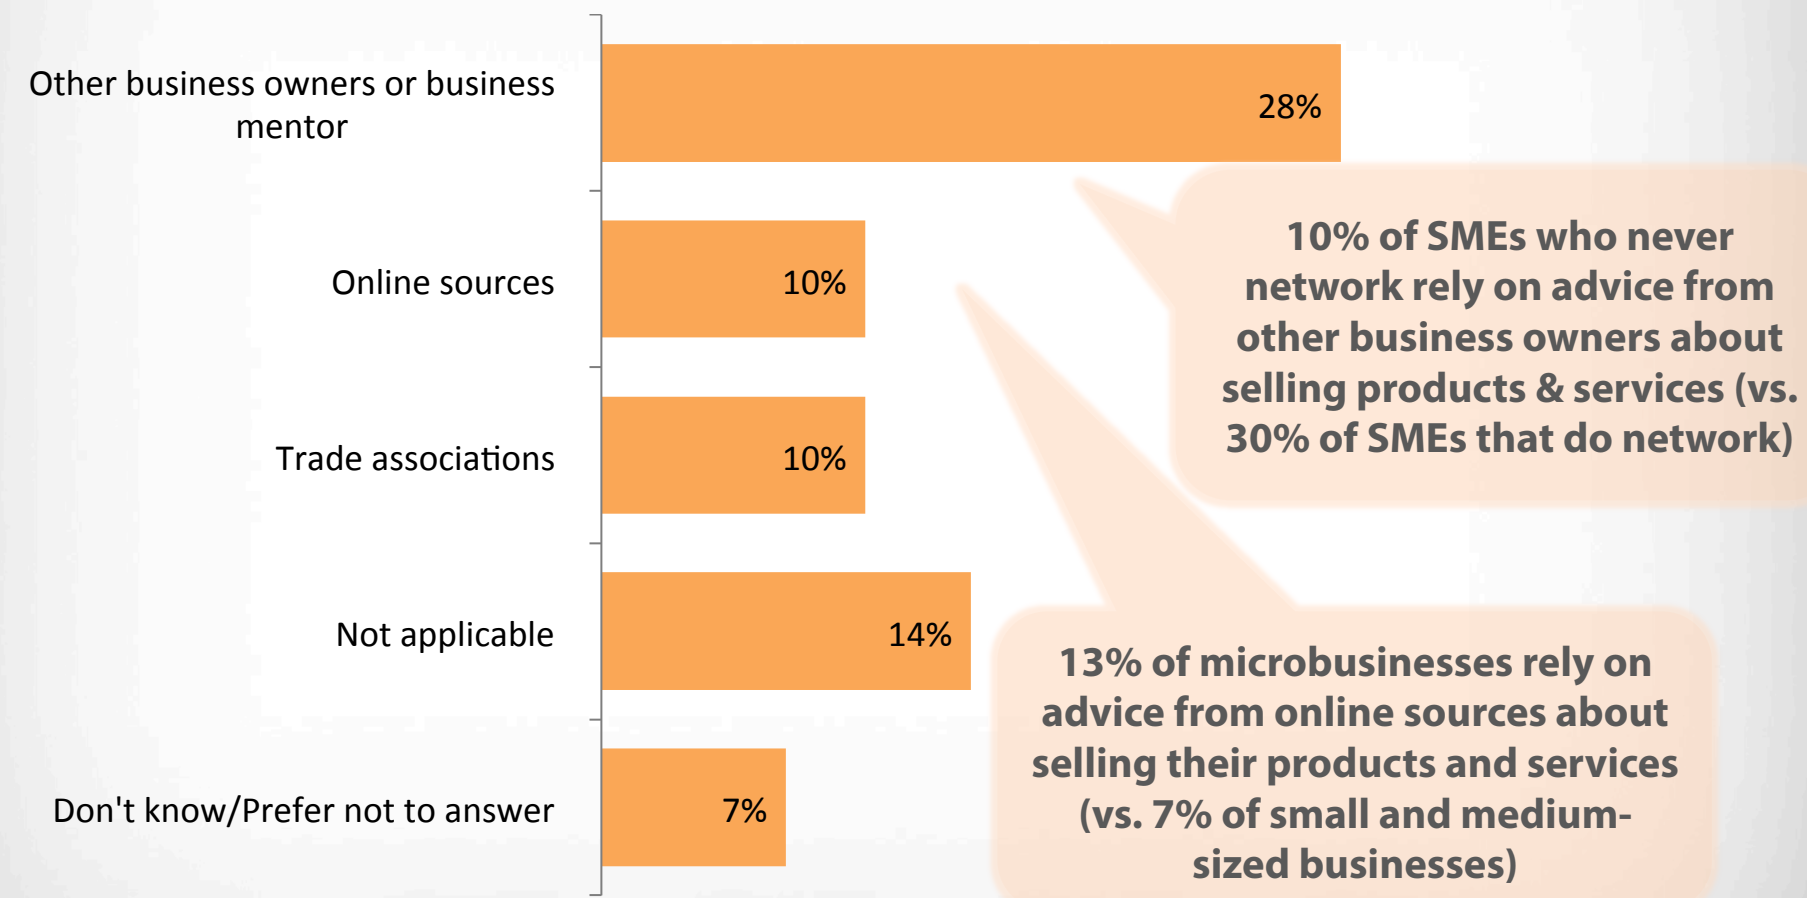 Other business owners or business
mentor
28%
Online sources
10%
Trade associations
10%
Not applicable
14%
Don't know/Prefer not to answer
7%
10% of SMEs who never
network rely on advice from
other business owners about
selling products & services (vs.
30% of SMEs that do network)
13% of microbusinesses rely on
advice from online sources about
selling their products and services
(vs. 7% of small and medium-
sized businesses)